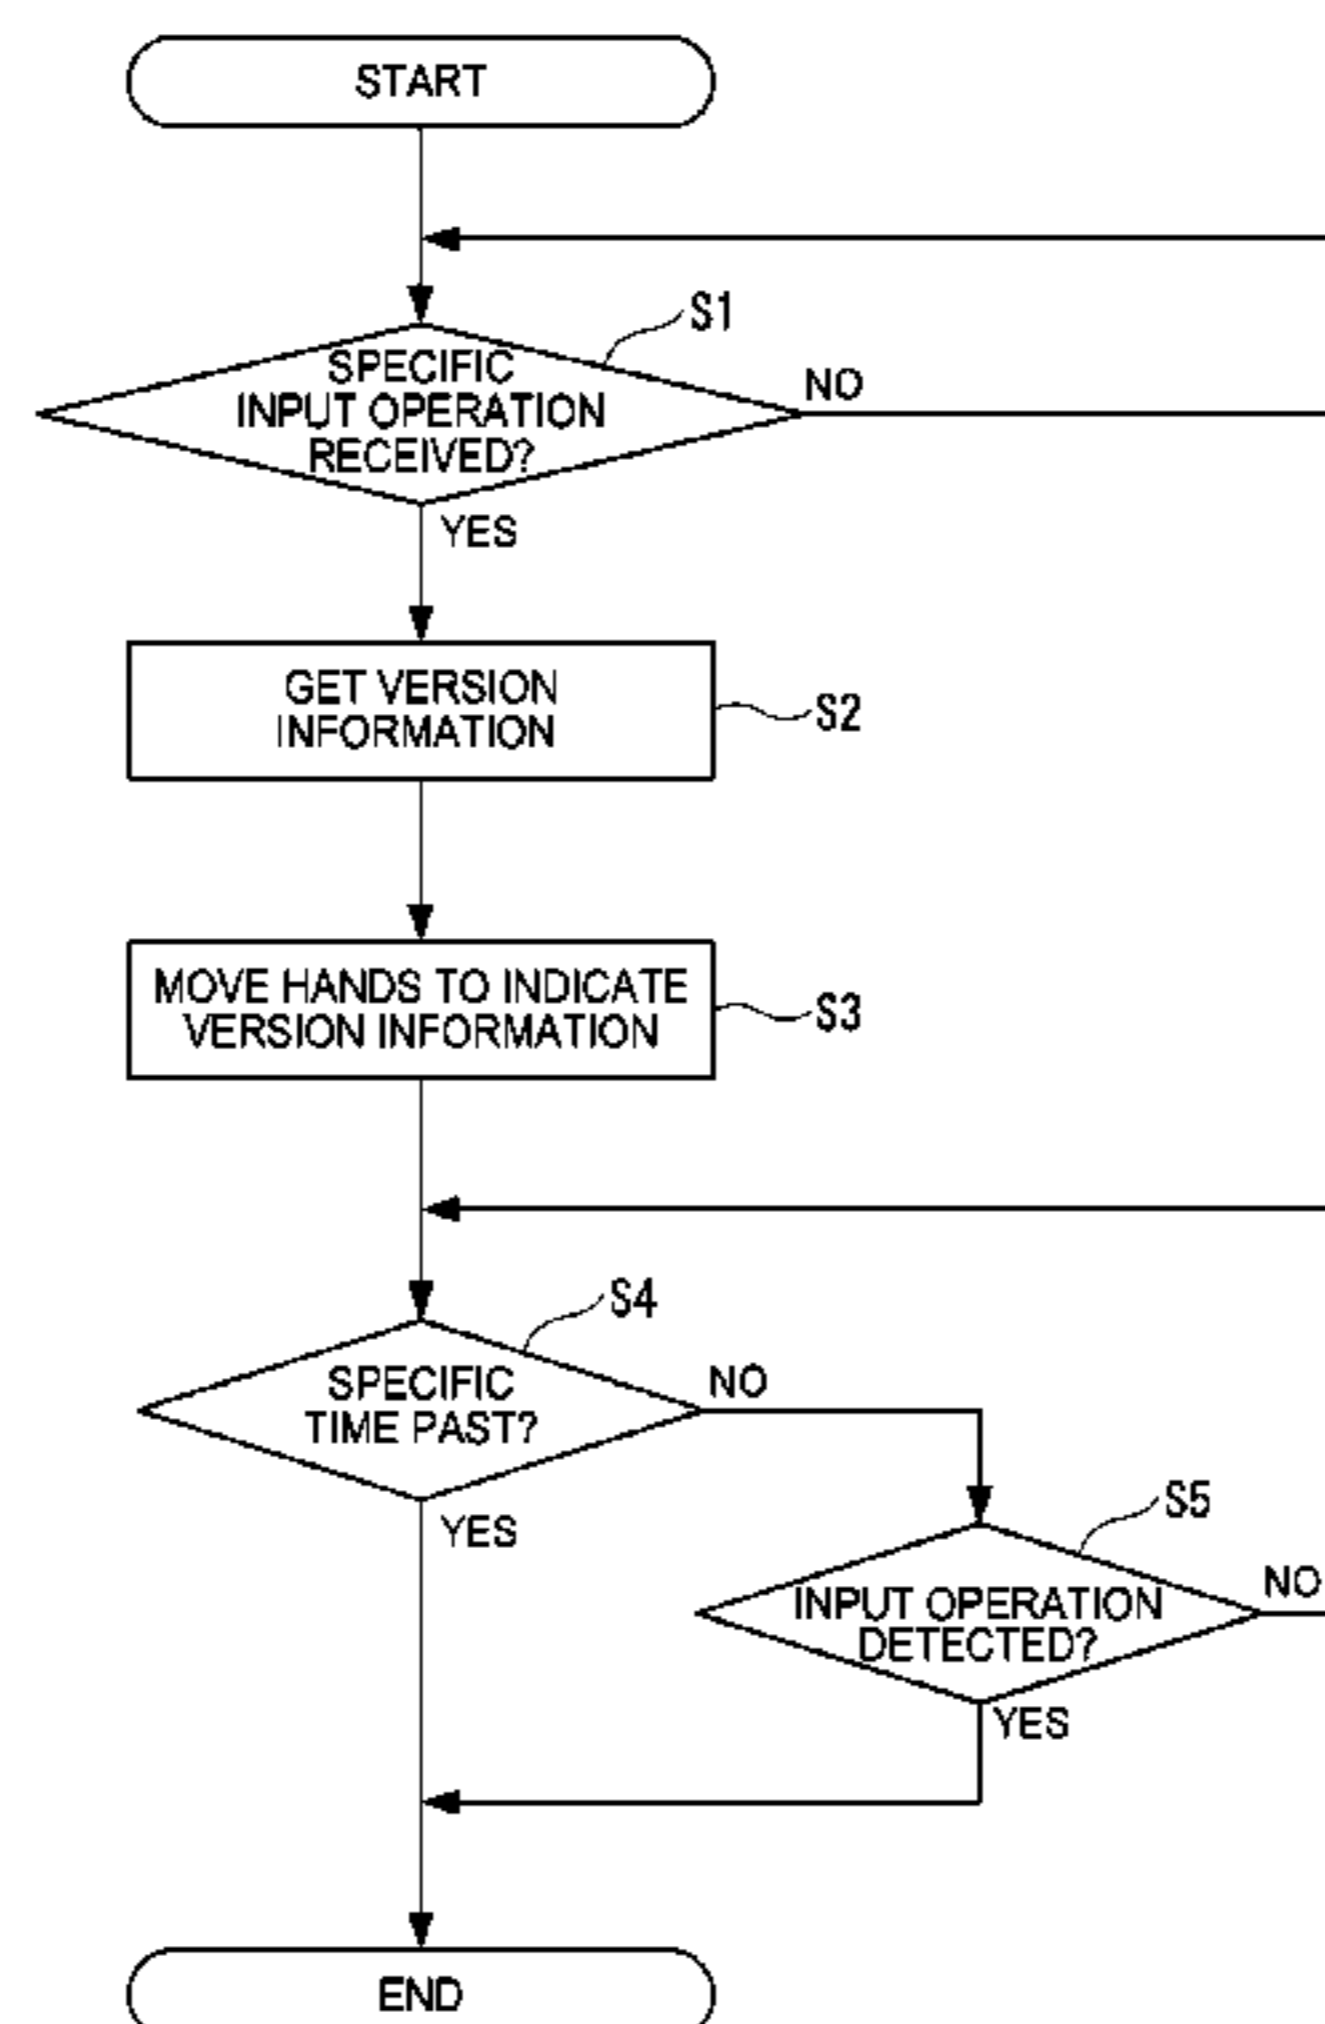 START
S1
SPECIFIC
INPUT OPERATION
RECEIVED?
NO
YES
GET VERSION
INFORMATION
S2
MOVE HANDS TO INDICATE
VERSION INFORMATION
S3
S4
SPECIFIC
TIME PAST?
NO
YES
S5
INPUT OPERATION
DETECTED?
NO
YES
END